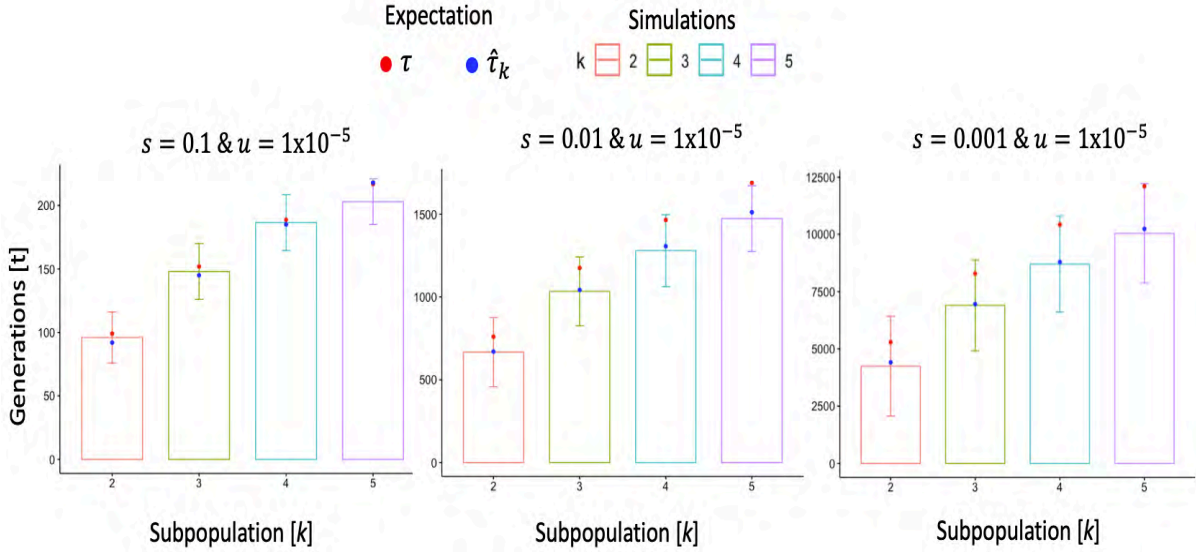 Expectation
Simulations
τ
τ̂ₖ
k 2 3 4 5
s = 0.1 & u = 1x10⁻⁵
s = 0.01 & u = 1x10⁻⁵
s = 0.001 & u = 1x10⁻⁵
Generations [t]
200
150
100
50
0
2 3 4 5
Subpopulation [k]
1500
1000
500
0
2 3 4 5
Subpopulation [k]
12500
10000
7500
5000
2500
0
2 3 4 5
Subpopulation [k]